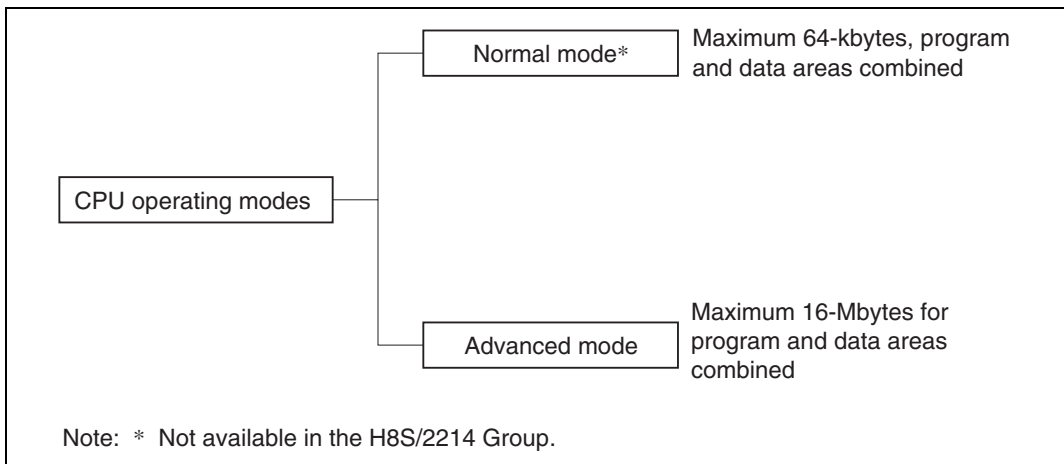 Normal mode*
Maximum 64-kbytes, program
and data areas combined
CPU operating modes
Advanced mode
Maximum 16-Mbytes for
program and data areas
combined
Note: * Not available in the H8S/2214 Group.